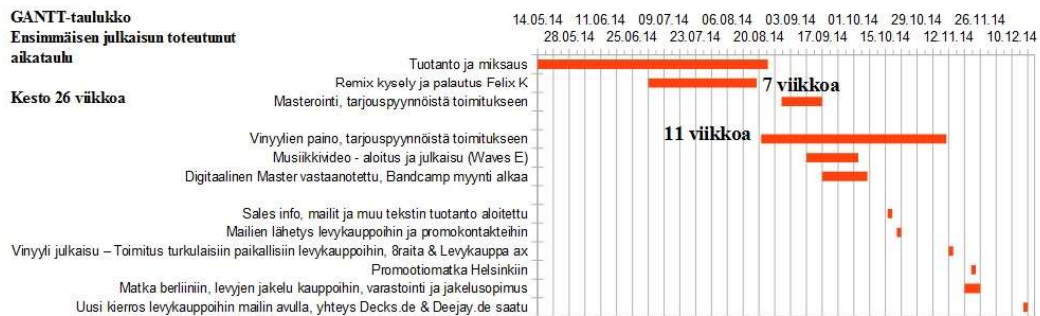 GANTT-taulukko
Ensimmäisen julkaisun toteutunut
aikataulu
Kesto 26 viikkoa
14.05.14 11.06.14 09.07.14 06.08.14 03.09.14 01.10.14 29.10.14 26.11.14
28.05.14 25.06.14 23.07.14 20.08.14 17.09.14 15.10.14 12.11.14 10.12.14
Tuotanto ja miksaus
Remix kysely ja palautus Felix K
7 viikkoa
Masterointi, tarjouspyynnöistä toimitukseen
11 viikkoa
Vinyylien paino, tarjouspyynnöistä toimitukseen
Musiikkivideo - aloitus ja julkaisu (Waves E)
Digitaalinen Master vastaanotettu, Bandcamp myynti alkaa
Sales info, mailit ja muu tekstin tuotanto aloitettu
Mailien lähetys levykauppoihin ja promokontakteihin
Vinyyli julkaisu – Toimitus turkulaisiin paikallisiin levykauppoihin, 8raita & Levykauppa ax
Promootiomatka Helsinkiin
Matka berliiniin, levyjen jakelu kauppoihin, varastointi ja jakelusopimus
Uusi kierros levykauppoihin mailin avulla, yhteys Decks.de & Deejay.de saatu